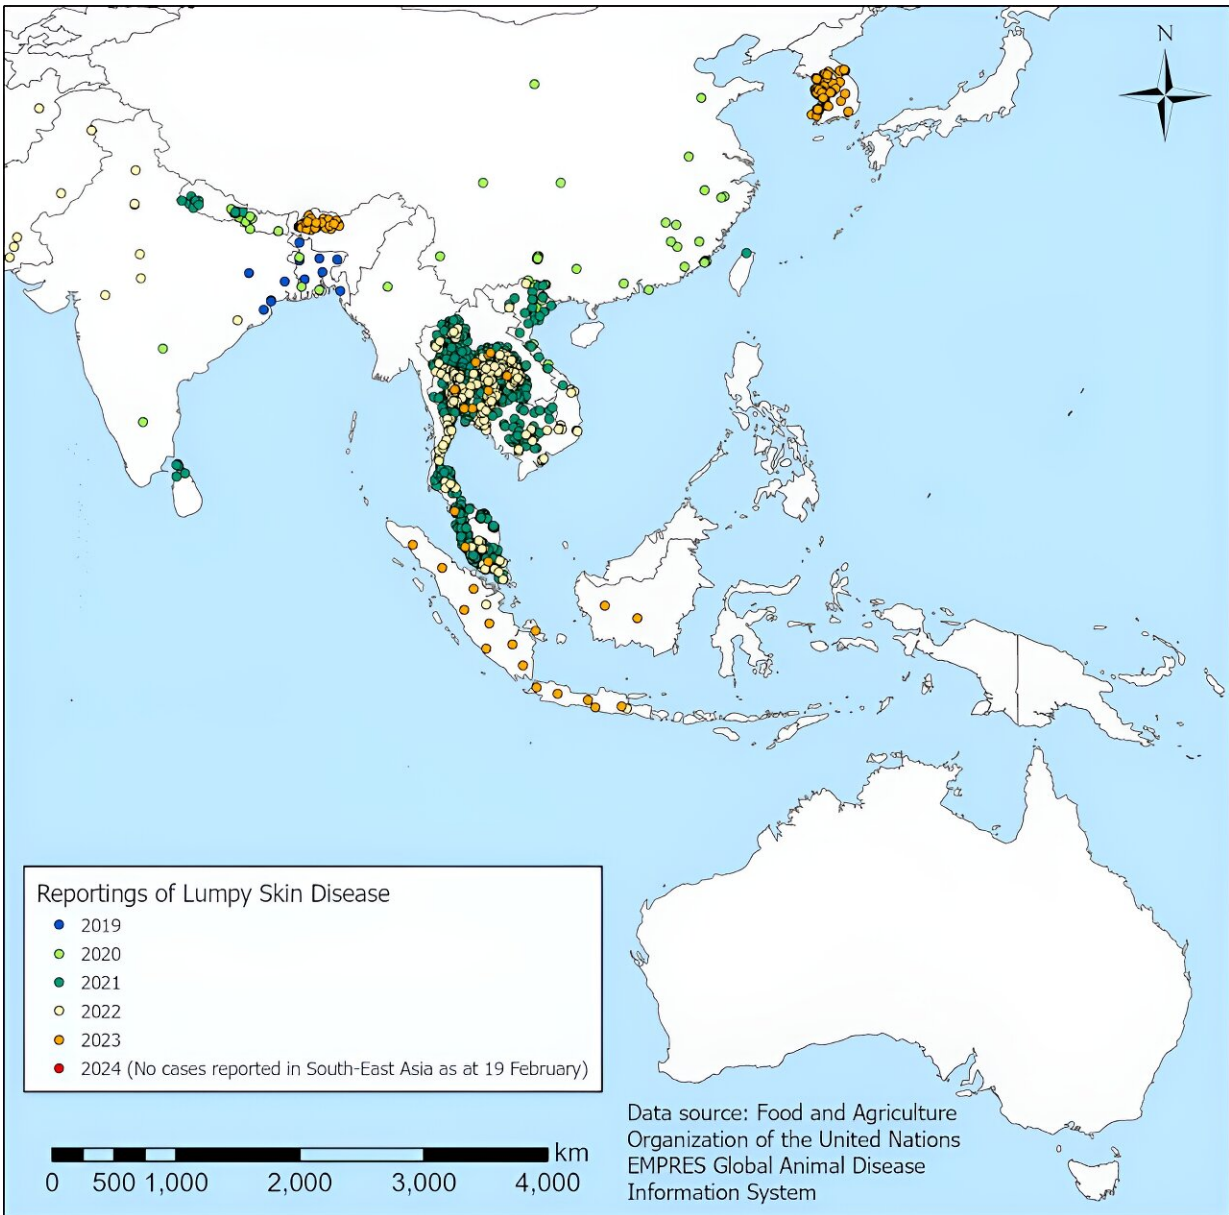 N
Reportings of Lumpy Skin Disease
2019
2020
2021
2022
2023
2024 (No cases reported in South-East Asia as at 19 February)
km
0 500 1,000 2,000 3,000 4,000
Data source: Food and Agriculture
Organization of the United Nations
EMPRES Global Animal Disease
Information System